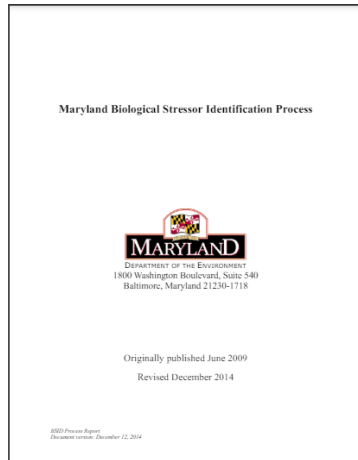 Maryland Biological Stressor Identification Process
MARYLAND
DEPARTMENT OF THE ENVIRONMENT
1800 Washington Boulevard, Suite 540
Baltimore, Maryland 21230-1718
Originally published June 2009
Revised December 2014
BSID Process Report
Document version: December 12, 2014